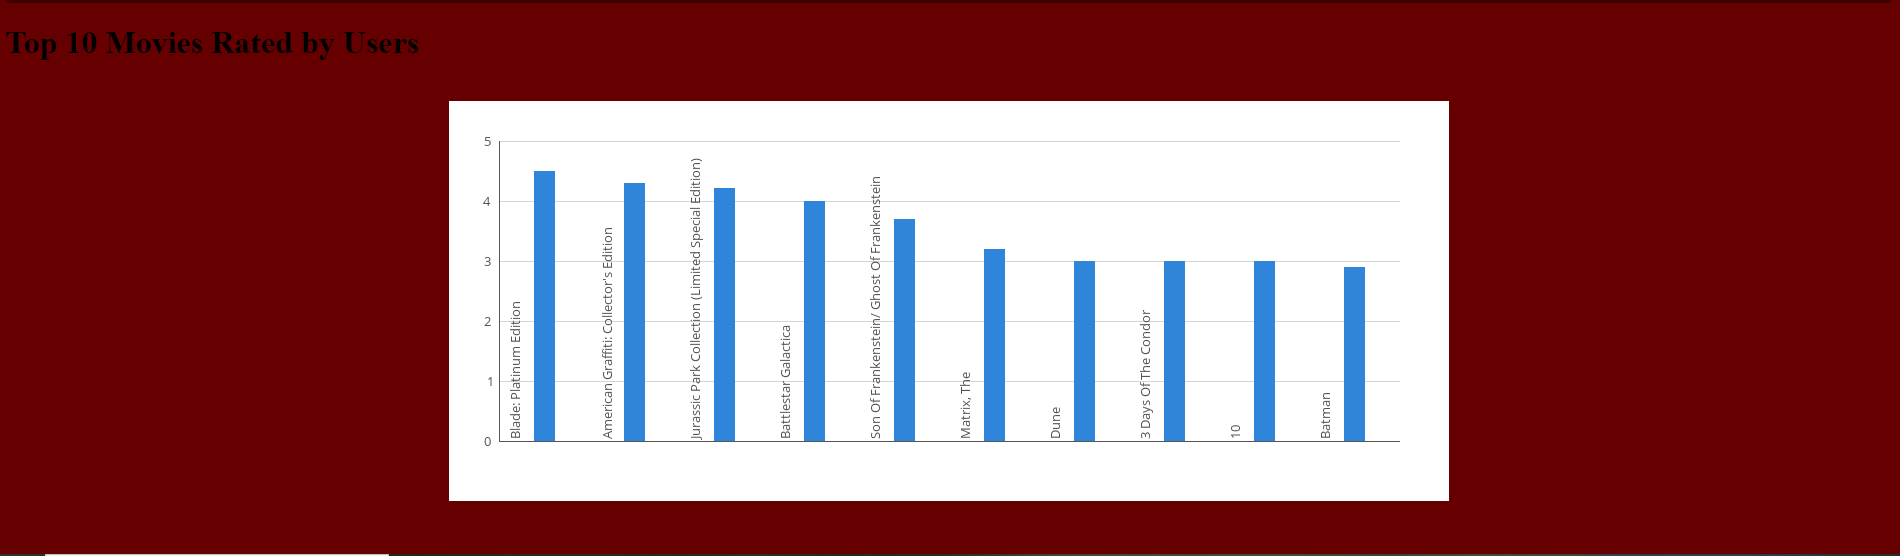 Top 10 Movies Rated by Users
5
4
3
2
1
0
Blade: Platinum Edition
American Graffiti: Collector's Edition
Jurassic Park Collection (Limited Special Edition)
Battlestar Galactica
Son Of Frankenstein/ Ghost Of Frankenstein
Matrix, The
Dune
3 Days Of The Condor
10
Batman